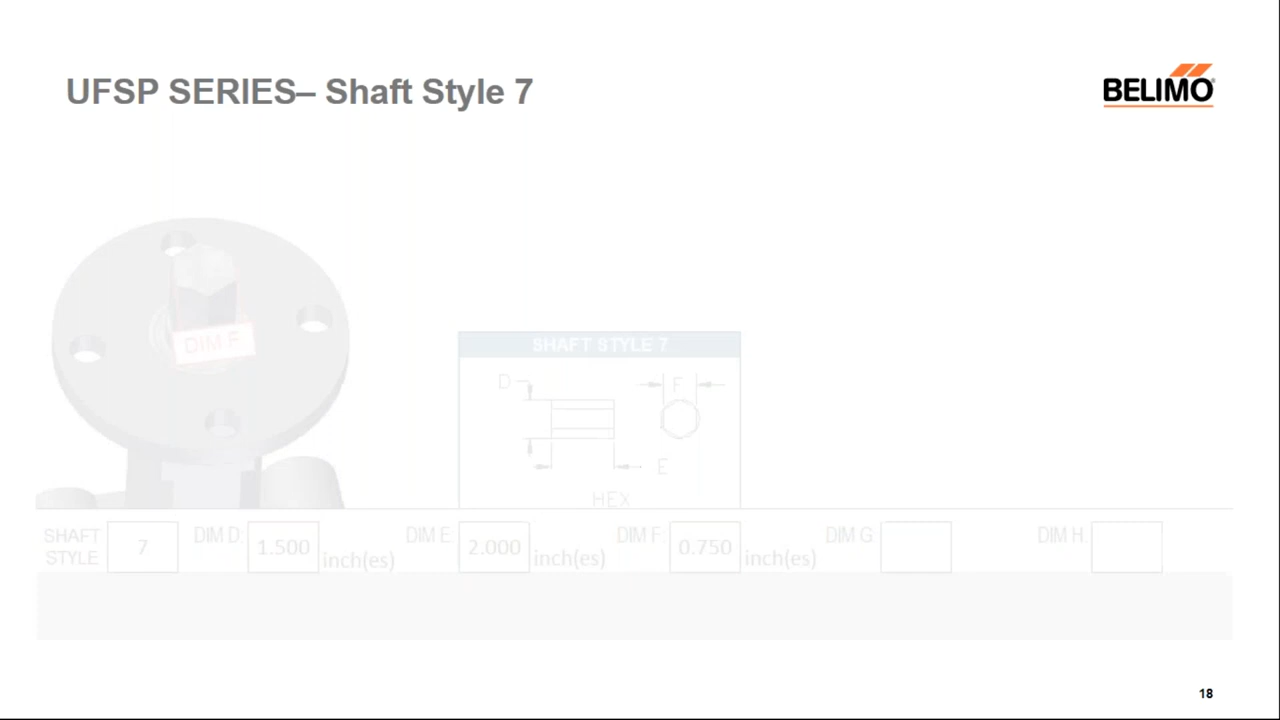 UFSP SERIES– Shaft Style 7
BELIMO
DIM F
SHAFT STYLE 7
D
F
E
HEX
SHAFT STYLE 7 DIM D: 1.500 inch(es) DIM E: 2.000 inch(es) DIM F: 0.750 inch(es) DIM G: DIM H:
18